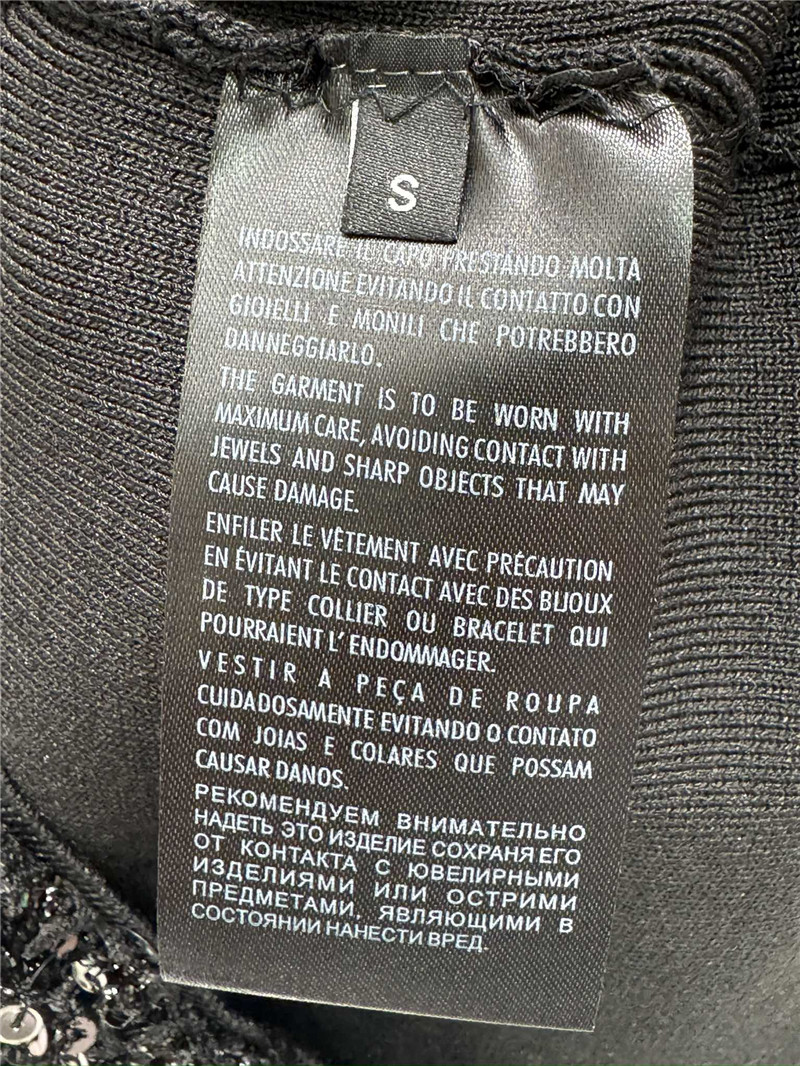 S
INDOSSARE IL CAPO PRESTANDO MOLTA
ATTENZIONE EVITANDO IL CONTATTO CON
GIOIELLI E MONILI CHE POTREBBERO
DANNEGGIARLO.
THE GARMENT IS TO BE WORN WITH
MAXIMUM CARE, AVOIDING CONTACT WITH
JEWELS AND SHARP OBJECTS THAT MAY
CAUSE DAMAGE.
ENFILER LE VÊTEMENT AVEC PRÉCAUTION
EN ÉVITANT LE CONTACT AVEC DES BIJOUX
DE TYPE COLLIER OU BRACELET QUI
POURRAIENT L'ENDOMMAGER.
VESTIR A PEÇA DE ROUPA
CUIDADOSAMENTE EVITANDO O CONTATO
COM JOIAS E COLARES QUE POSSAM
CAUSAR DANOS.
РЕКОМЕНДУЕМ ВНИМАТЕЛЬНО
НАДЕТЬ ЭТО ИЗДЕЛИЕ СОХРАНЯ ЕГО
ОТ КОНТАКТА С ЮВЕЛИРНЫМИ
ИЗДЕЛИЯМИ ИЛИ ОСТРИМИ
ПРЕДМЕТАМИ, ЯВЛЯЮЩИМИ В
СОСТОЯНИИ НАНЕСТИ ВРЕД.